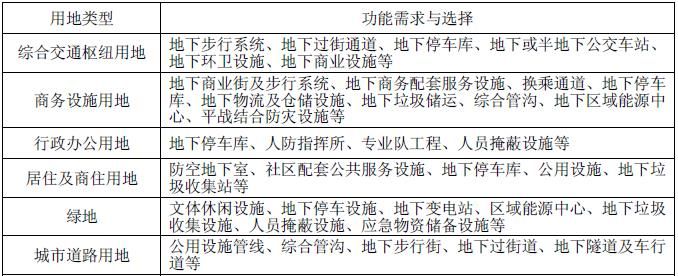 用地类型 功能需求与选择
综合交通枢纽用地 地下步行系统、地下过街通道、地下停车库、地下或半地下公交车站、
地下环卫设施、地下商业设施等
商务设施用地 地下商业街及步行系统、地下商务配套服务设施、换乘通道、地下停车
库、地下物流及仓储设施、地下垃圾储运、综合管沟、地下区域能源中
心、平战结合防灾设施等
行政办公用地 地下停车库、人防指挥所、专业队工程、人员掩蔽设施等
居住及商住用地 防空地下室、社区配套公共服务设施、地下停车库、公用设施、地下垃
圾收集站等
绿地 文体休闲设施、地下停车设施、地下变电站、区域能源中心、地下垃圾
收集设施、人员掩蔽设施、应急物资储备设施等
城市道路用地 公用设施管线、综合管沟、地下步行街、地下过街道、地下隧道及车行
道等